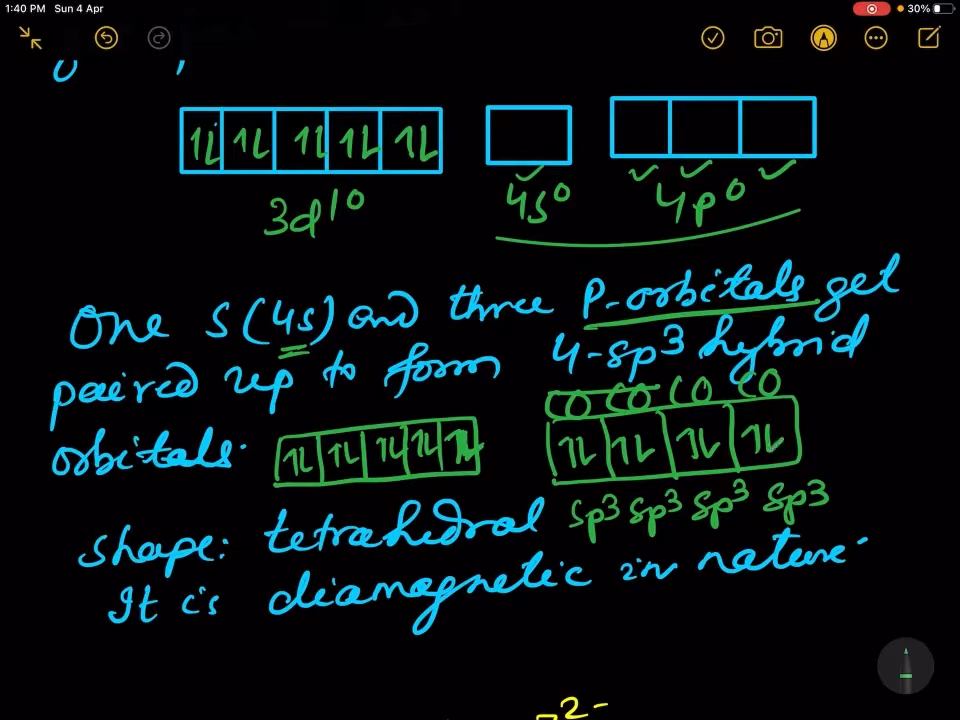 1:40 PM Sun 4 Apr
30%
3d¹⁰ 4s⁰ 4p⁰
One s (4s) and three P-orbitals get
paired up to form 4-sp³ hybrid
CO CO CO CO
orbitals.
sp³ sp³ sp³ sp3
shape: tetrahedral
It is diamagnetic in nature.
2-